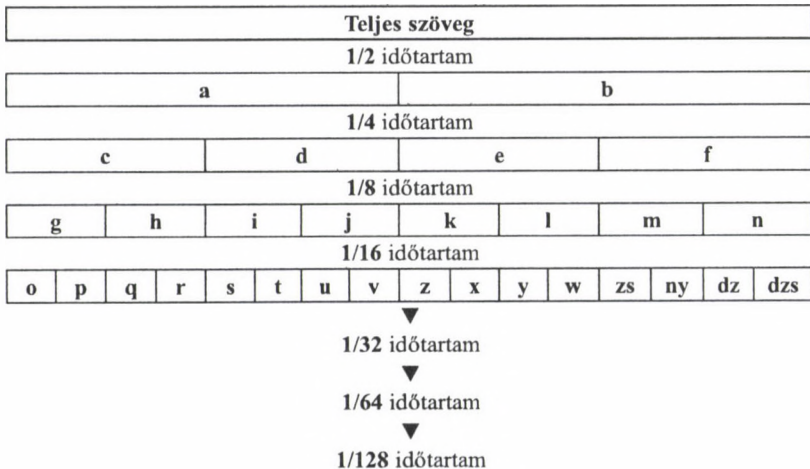 Teljes szöveg
1/2 időtartam
a b
1/4 időtartam
c d e f
1/8 időtartam
g h i j k l m n
1/16 időtartam
o p q r s t u v z x y w zs ny dz dzs
1/32 időtartam
1/64 időtartam
1/128 időtartam